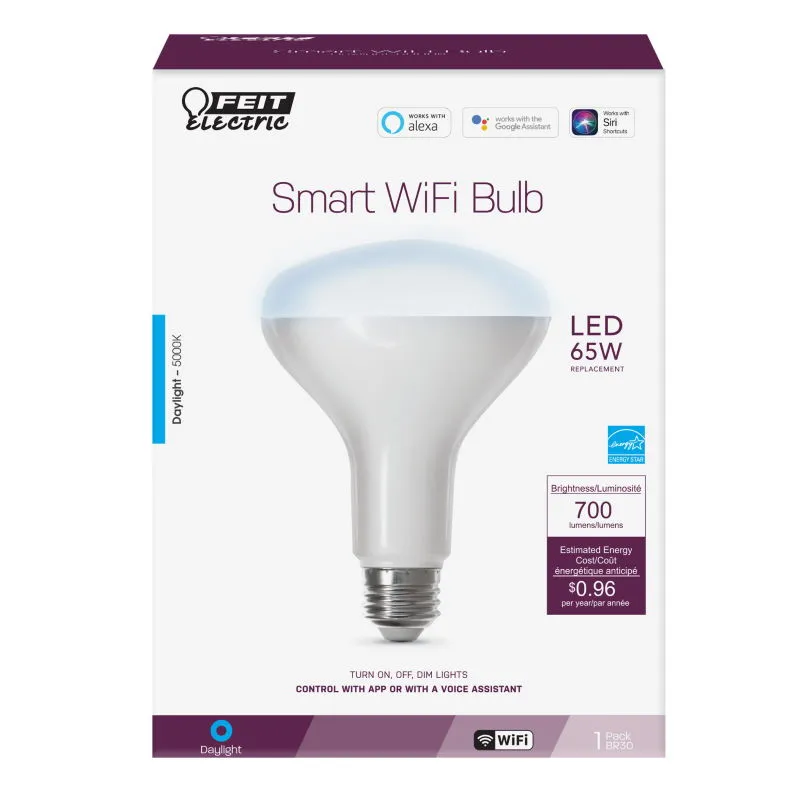 FEIT
Electric
WORKS WITH
alexa
works with the
Google Assistant
Works with
Siri
Shortcuts
Smart WiFi Bulb
LED
65W
REPLACEMENT
Daylight – 5000K
energy
ENERGY STAR
Brightness/Luminosité
700
lumens/lumens
Estimated Energy
Cost/Coût
énergétique anticipé
$0.96
per year/par année
TURN ON, OFF, DIM LIGHTS
CONTROL WITH APP OR WITH A VOICE ASSISTANT
Daylight
WiFi
1 Pack
BR30